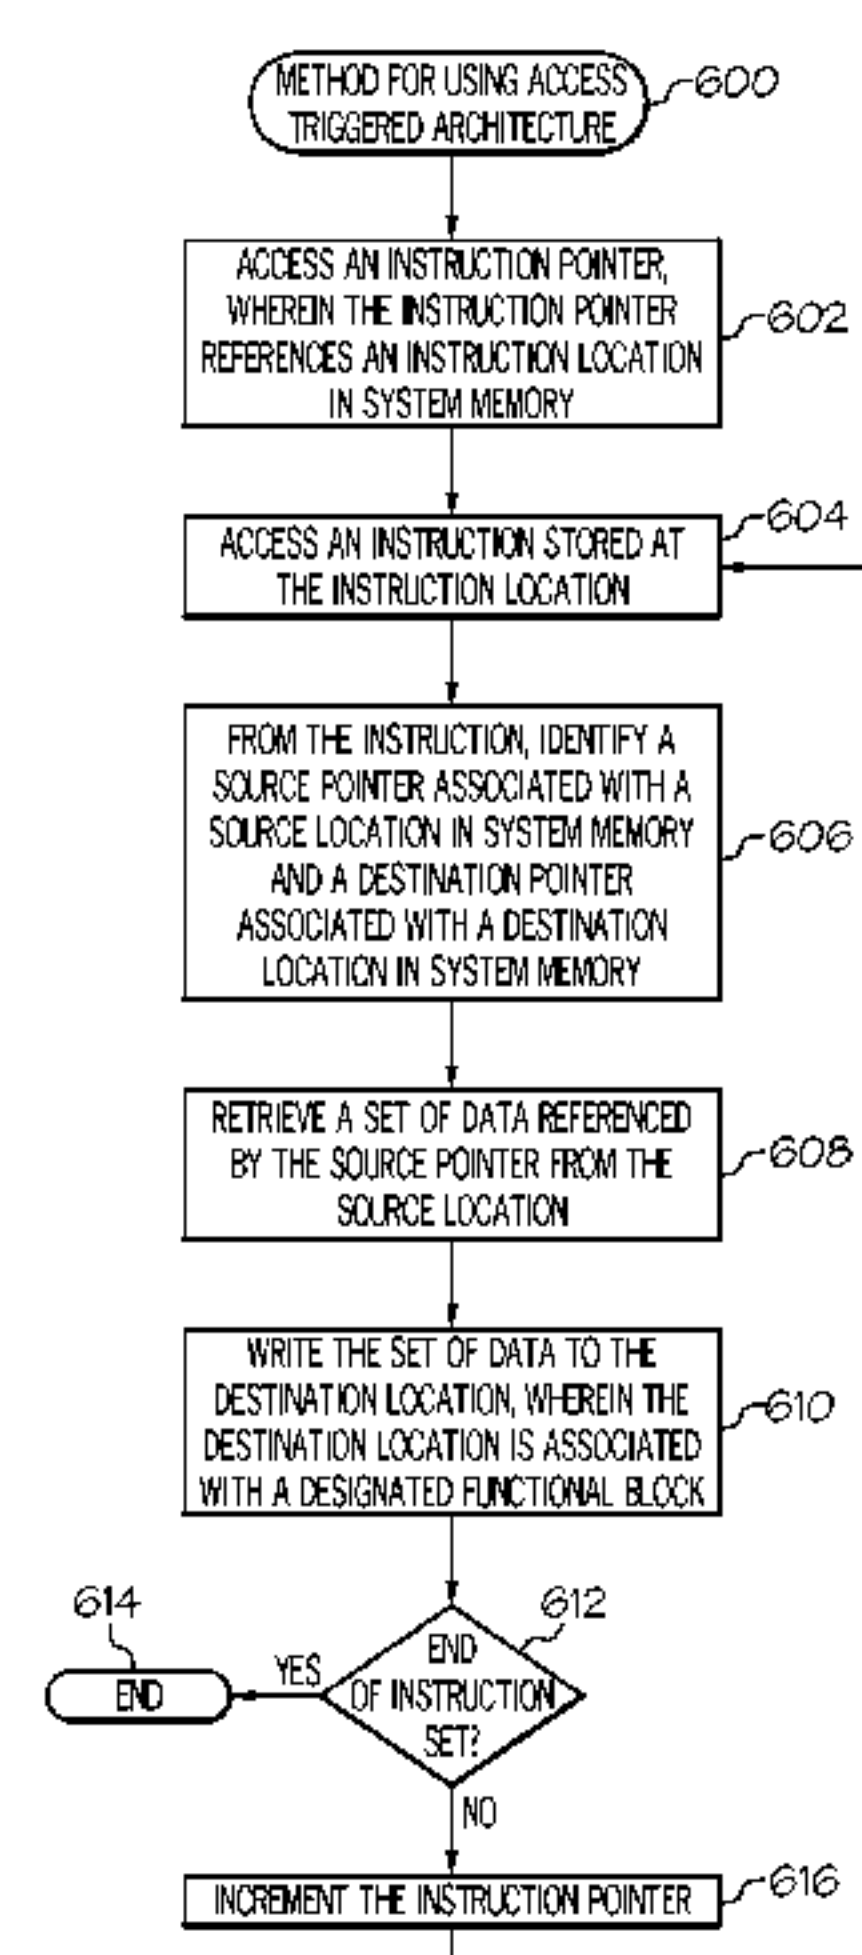 METHOD FOR USING ACCESS
TRIGGERED ARCHITECTURE
600
ACCESS AN INSTRUCTION POINTER,
WHEREIN THE INSTRUCTION POINTER
REFERENCES AN INSTRUCTION LOCATION
IN SYSTEM MEMORY
602
ACCESS AN INSTRUCTION STORED AT
THE INSTRUCTION LOCATION
604
FROM THE INSTRUCTION, IDENTIFY A
SOURCE POINTER ASSOCIATED WITH A
SOURCE LOCATION IN SYSTEM MEMORY
AND A DESTINATION POINTER
ASSOCIATED WITH A DESTINATION
LOCATION IN SYSTEM MEMORY
606
RETRIEVE A SET OF DATA REFERENCED
BY THE SOURCE POINTER FROM THE
SOURCE LOCATION
608
WRITE THE SET OF DATA TO THE
DESTINATION LOCATION, WHEREIN THE
DESTINATION LOCATION IS ASSOCIATED
WITH A DESIGNATED FUNCTIONAL BLOCK
610
END
OF INSTRUCTION
SET?
612
YES
614
END
NO
INCREMENT THE INSTRUCTION POINTER
616